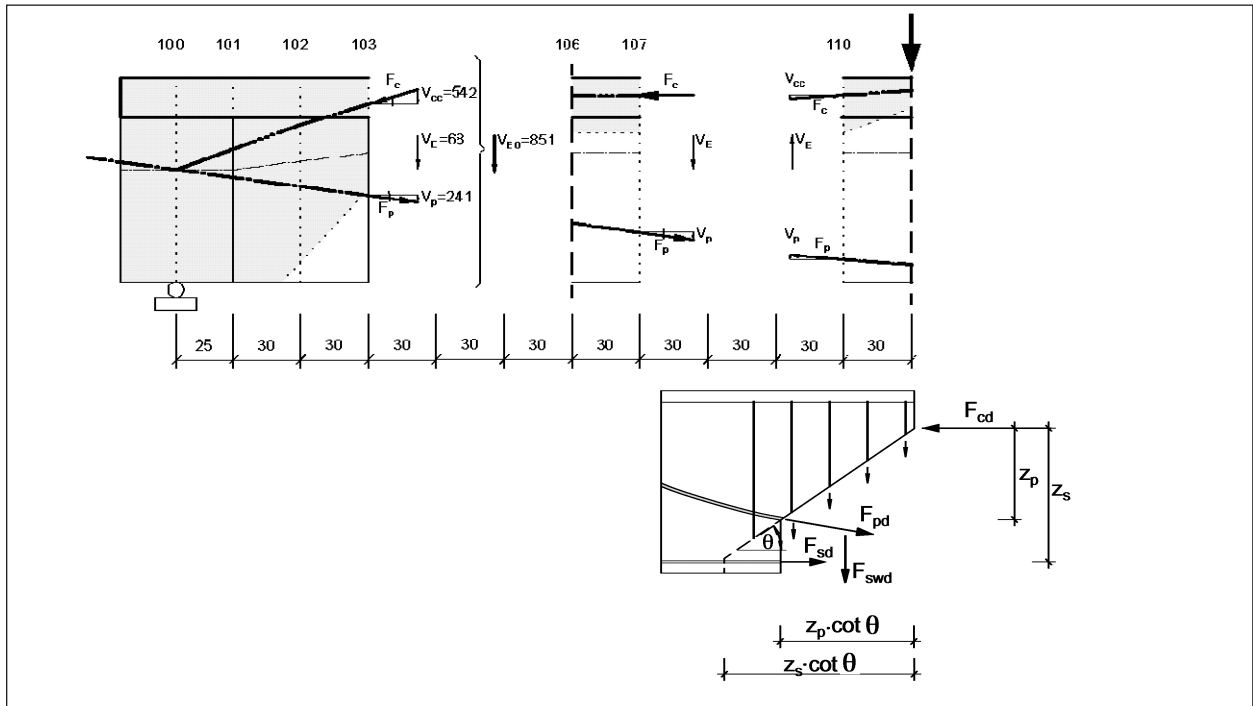 100 101 102 103 106 107 110
F_c V_cc=542
V_E=68
V_E0=851
V_p=241
F_p
F_c
V_E
V_p
F_p
V_cc
F_c
V_E
V_p F_p
25 30 30 30 30 30 30 30 30 30 30
F_cd
z_p
z_s
F_pd
θ
F_sd
F_swd
z_p·cot θ
z_s·cot θ